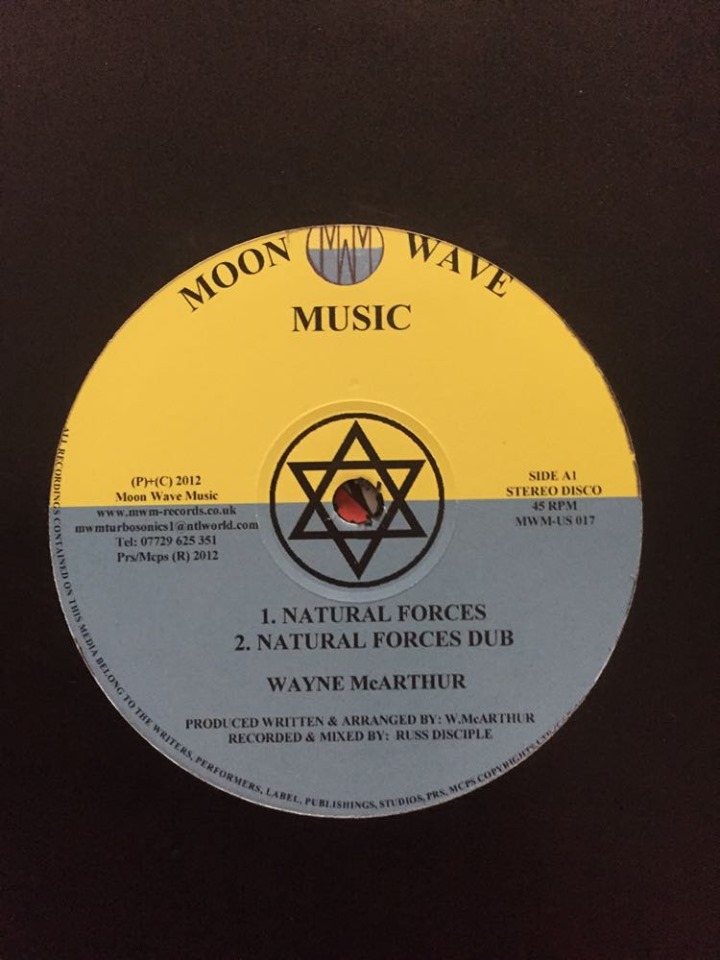 MOON MWM WAVE
MUSIC
(P)+(C) 2012
Moon Wave Music
www.mwm-records.co.uk
mwmturbosonics1@ntlworld.com
Tel: 07729 625 351
Prs/Mcps (R) 2012
SIDE A1
STEREO DISCO
45 RPM
MWM-US 017
1. NATURAL FORCES
2. NATURAL FORCES DUB
WAYNE McARTHUR
PRODUCED WRITTEN & ARRANGED BY: W.McARTHUR
RECORDED & MIXED BY: RUSS DISCIPLE
ALL RECORDINGS CONTAINED ON THIS MEDIA BELONG TO THE WRITERS, PERFORMERS, LABEL, PUBLISHINGS, STUDIOS, PRS, MCPS COPYRIGHTS